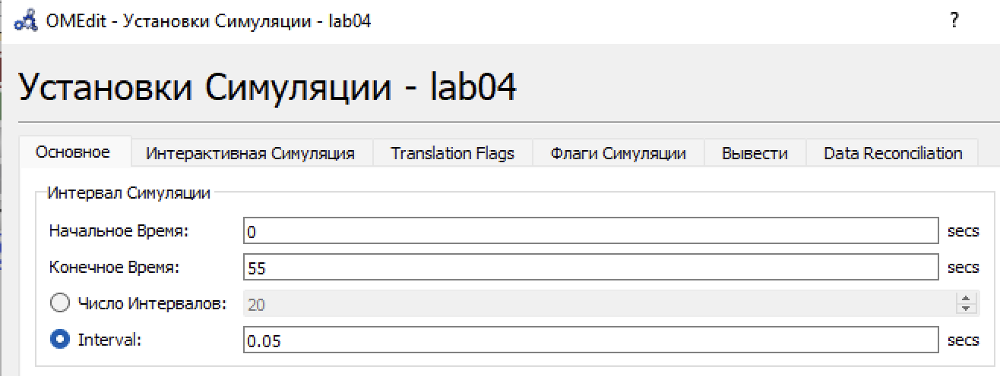 OMEdit - Установки Симуляции - lab04 ?
Установки Симуляции - lab04
Основное Интерактивная Симуляция Translation Flags Флаги Симуляции Вывести Data Reconciliation
Интервал Симуляции
Начальное Время: 0 secs
Конечное Время: 55 secs
Число Интервалов: 20
Interval: 0.05 secs